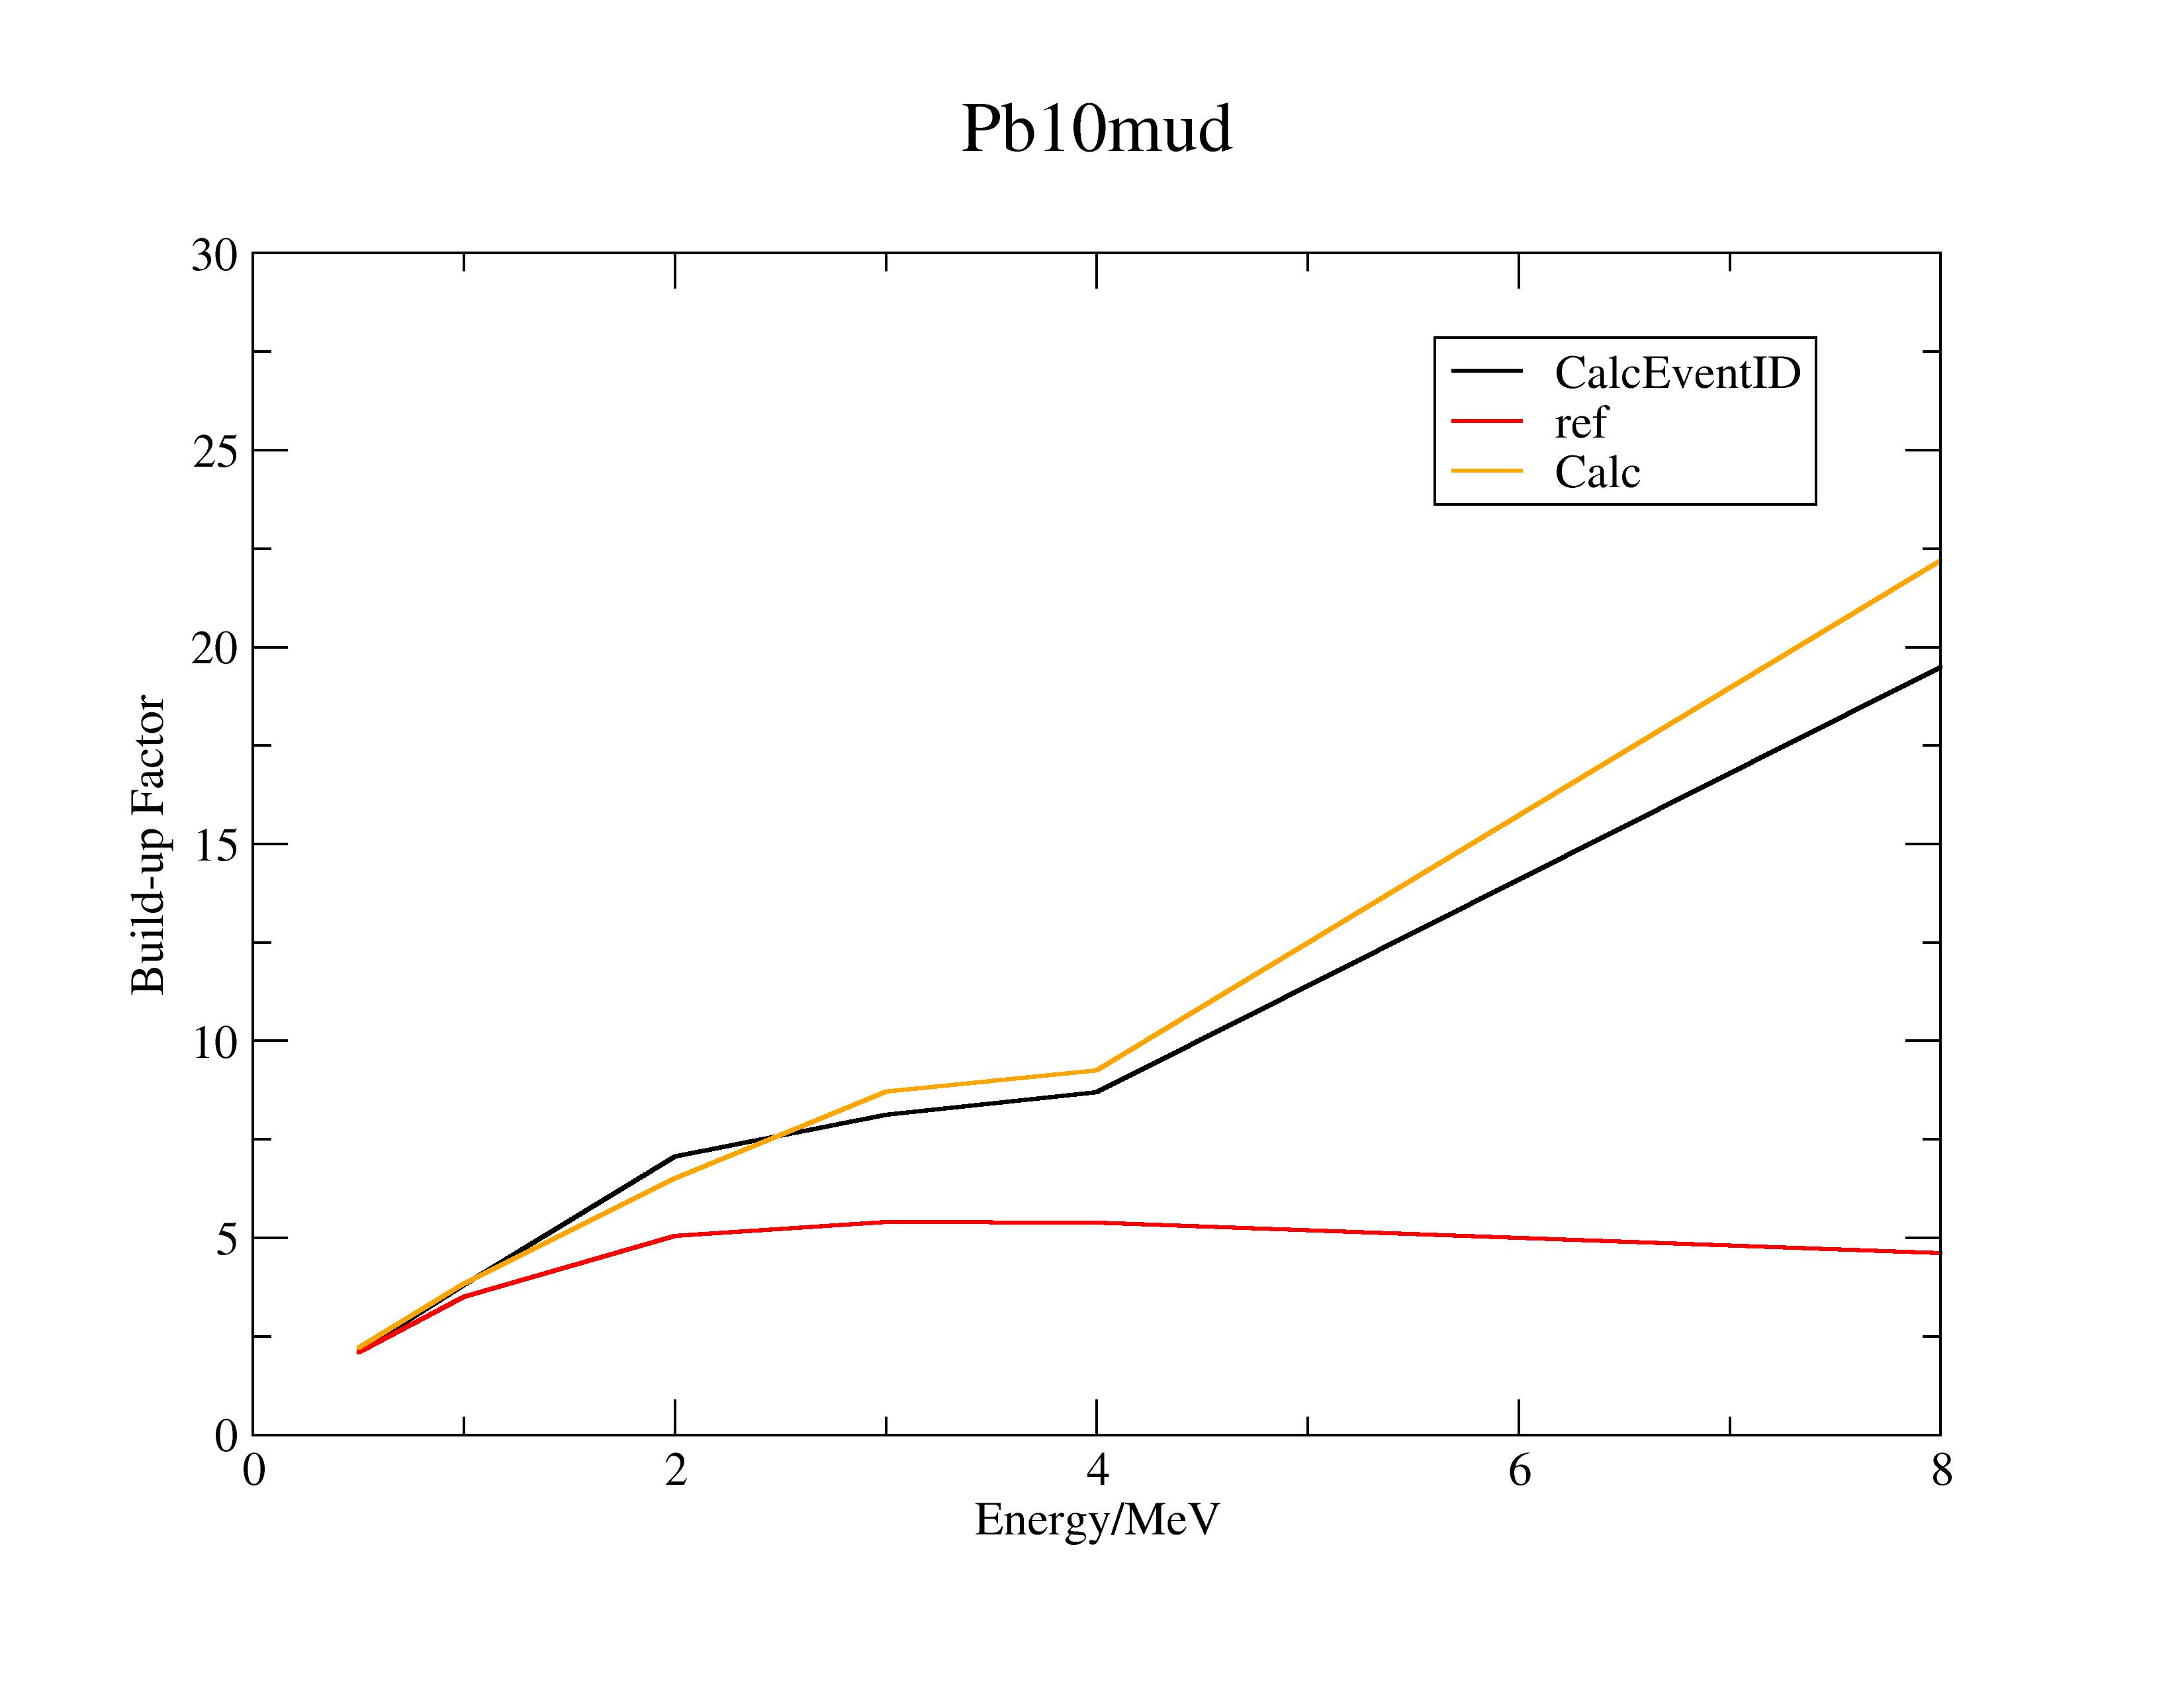 Pb10mud
30
25
20
15
10
5
0
Build-up Factor
CalcEventID
ref
Calc
0 2 4 6 8
Energy/MeV